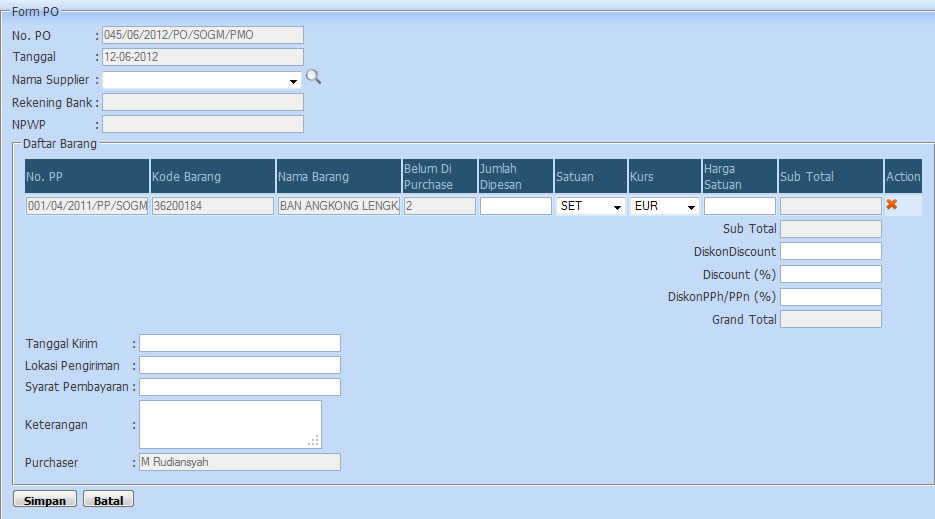 Form PO
No. PO : 045/06/2012/PO/SOGM/PMO
Tanggal : 12-06-2012
Nama Supplier :
Rekening Bank :
NPWP :
Daftar Barang
No. PP Kode Barang Nama Barang Belum Di Purchase Jumlah Dipesan Satuan Kurs Harga Satuan Sub Total Action
001/04/2011/PP/SOGM 36200184 BAN ANGKONG LENGK 2 SET EUR
Sub Total
DiskonDiscount
Discount (%)
DiskonPPh/PPn (%)
Grand Total
Tanggal Kirim :
Lokasi Pengiriman :
Syarat Pembayaran :
Keterangan :
Purchaser : M Rudiansyah
Simpan Batal